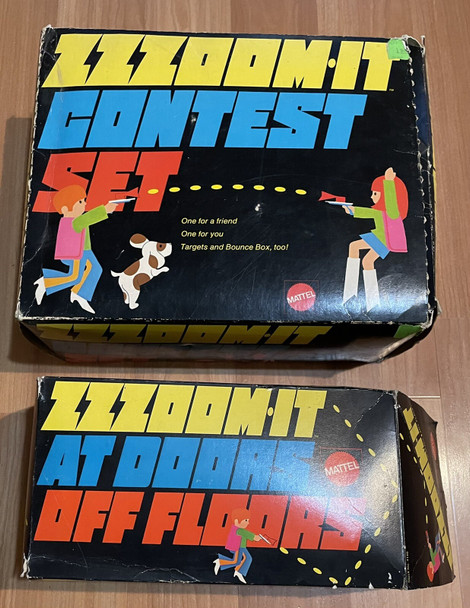 ZZZOOM·IT
CONTEST
SET
One for a friend
One for you
Targets and Bounce Box, too!
MATTEL
ZZZOOM·IT
ZZZOOM·IT
AT DOORS
MATTEL
OFF FLOORS